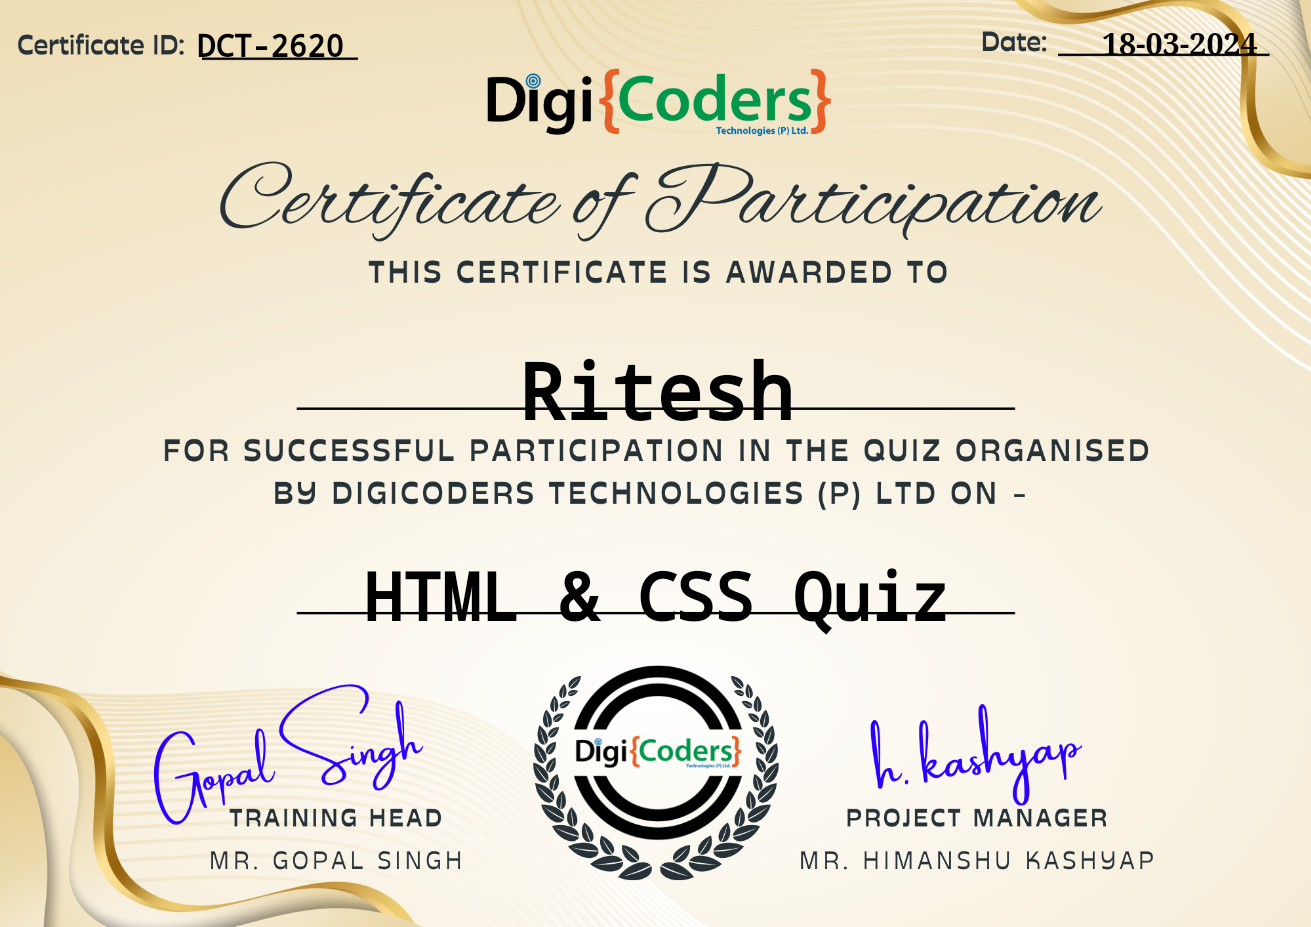 Certificate ID: DCT-2620
Date: 18-03-2024
Digi{Coders}
Technologies (P) Ltd.
Certificate of Participation
THIS CERTIFICATE IS AWARDED TO
Ritesh
FOR SUCCESSFUL PARTICIPATION IN THE QUIZ ORGANISED
BY DIGICODERS TECHNOLOGIES (P) LTD ON -
HTML & CSS Quiz
Gopal Singh
h. kashyap
Digi{Coders}
Technologies (P) Ltd.
TRAINING HEAD
PROJECT MANAGER
MR. GOPAL SINGH
MR. HIMANSHU KASHYAP